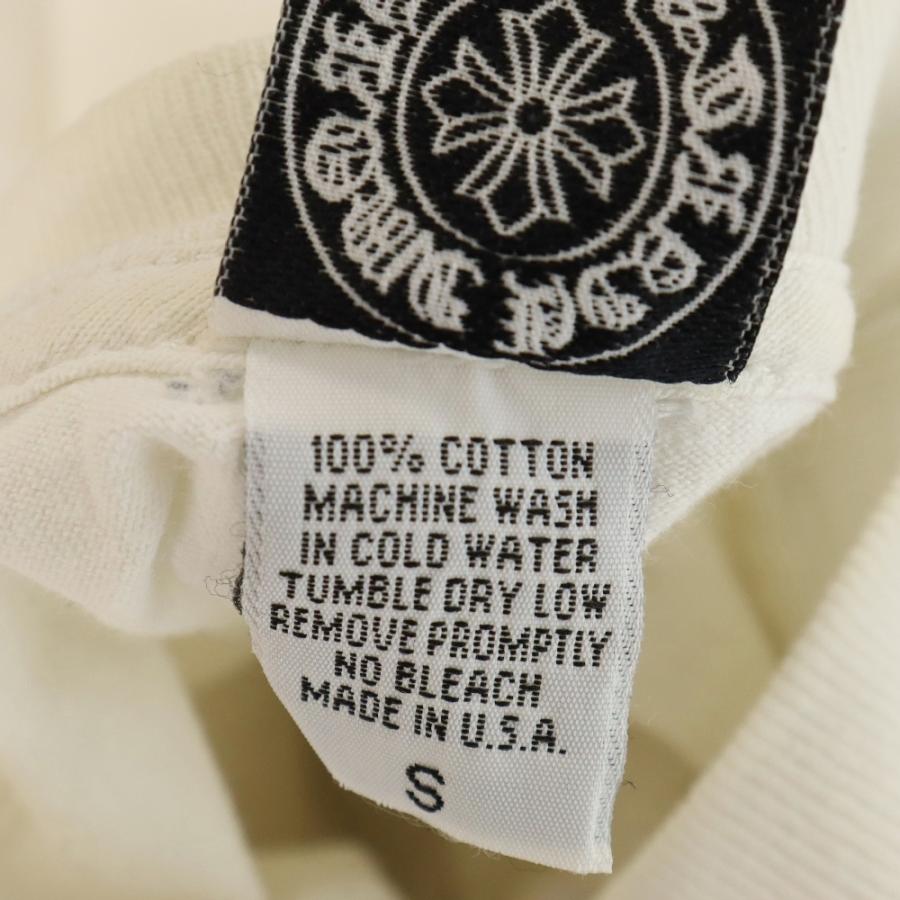 100% COTTON
MACHINE WASH
IN COLD WATER
TUMBLE DRY LOW
REMOVE PROMPTLY
NO BLEACH
MADE IN U.S.A.
S